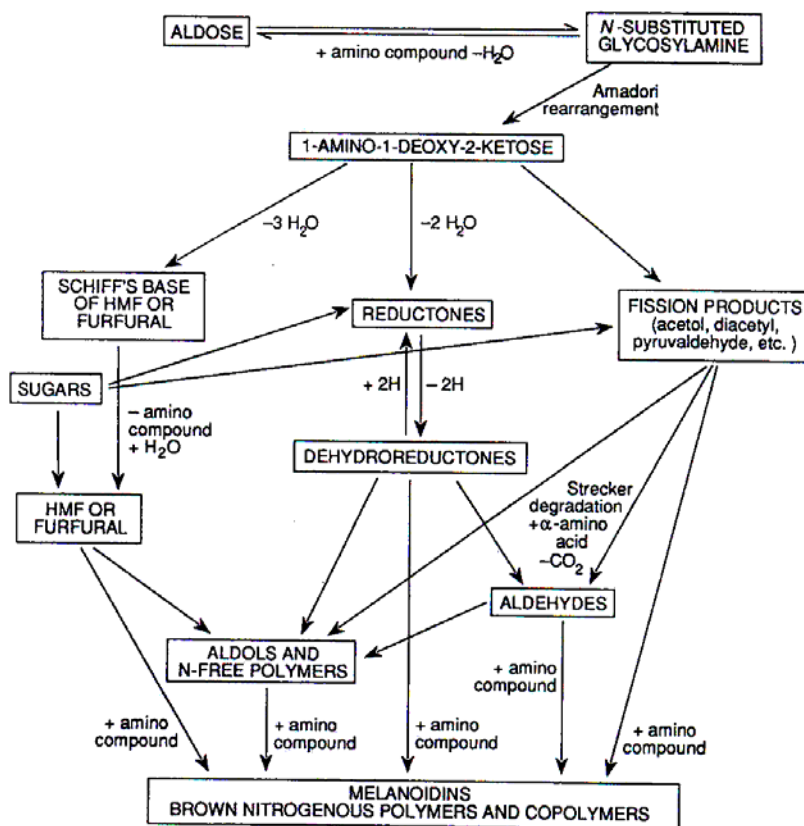 ALDOSE
+ amino compound –H2O
N-SUBSTITUTED
GLYCOSYLAMINE
Amadori
rearrangement
1-AMINO-1-DEOXY-2-KETOSE
–3 H2O
–2 H2O
SCHIFF'S BASE
OF HMF OR
FURFURAL
REDUCTONES
FISSION PRODUCTS
(acetol, diacetyl,
pyruvaldehyde, etc. )
SUGARS
+ 2H
– 2H
– amino
compound
+ H2O
DEHYDROREDUCTONES
HMF OR
FURFURAL
Strecker
degradation
+α-amino
acid
–CO2
ALDEHYDES
ALDOLS AND
N-FREE POLYMERS
+ amino
compound
+ amino
compound
+ amino
compound
+ amino
compound
+ amino
compound
MELANOIDINS
BROWN NITROGENOUS POLYMERS AND COPOLYMERS